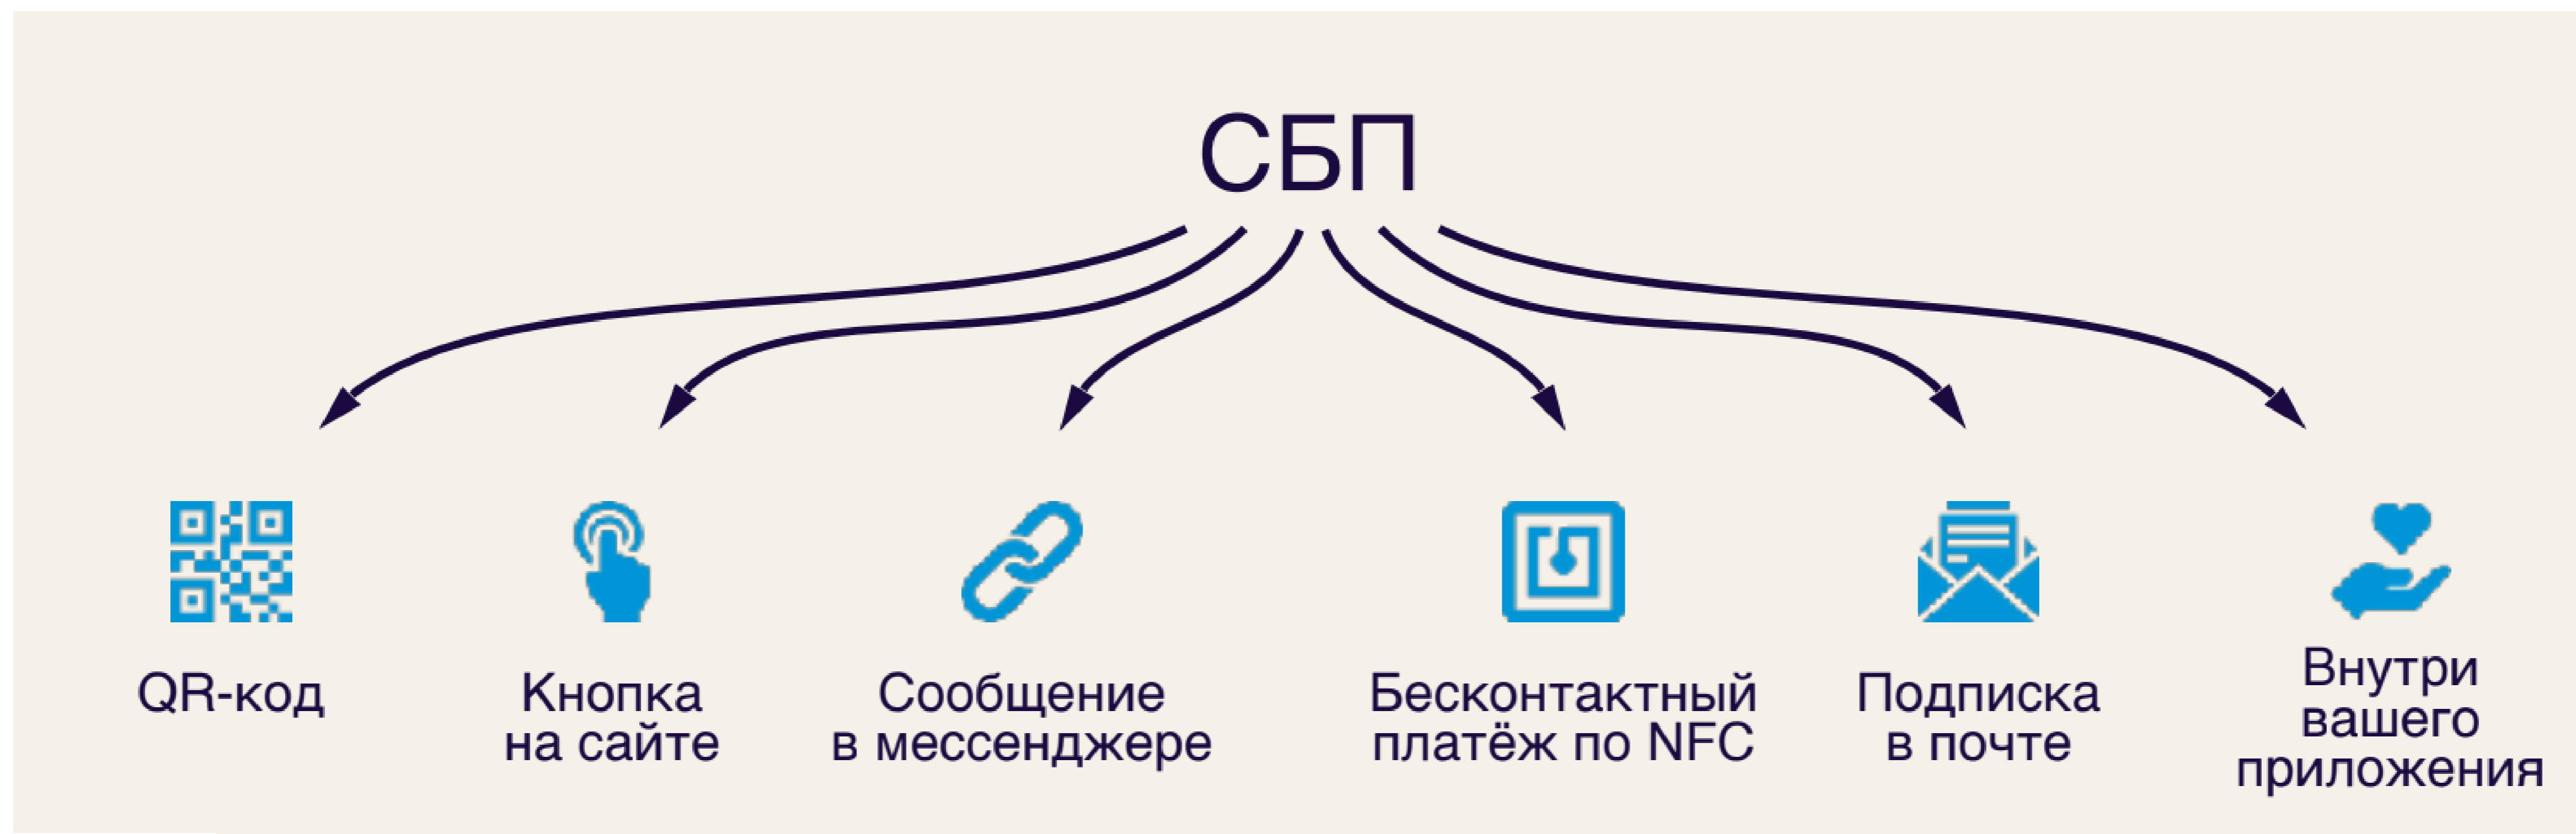 СБП
QR-код
Кнопка
на сайте
Сообщение
в мессенджере
Бесконтактный
платёж по NFC
Подписка
в почте
Внутри
вашего
приложения